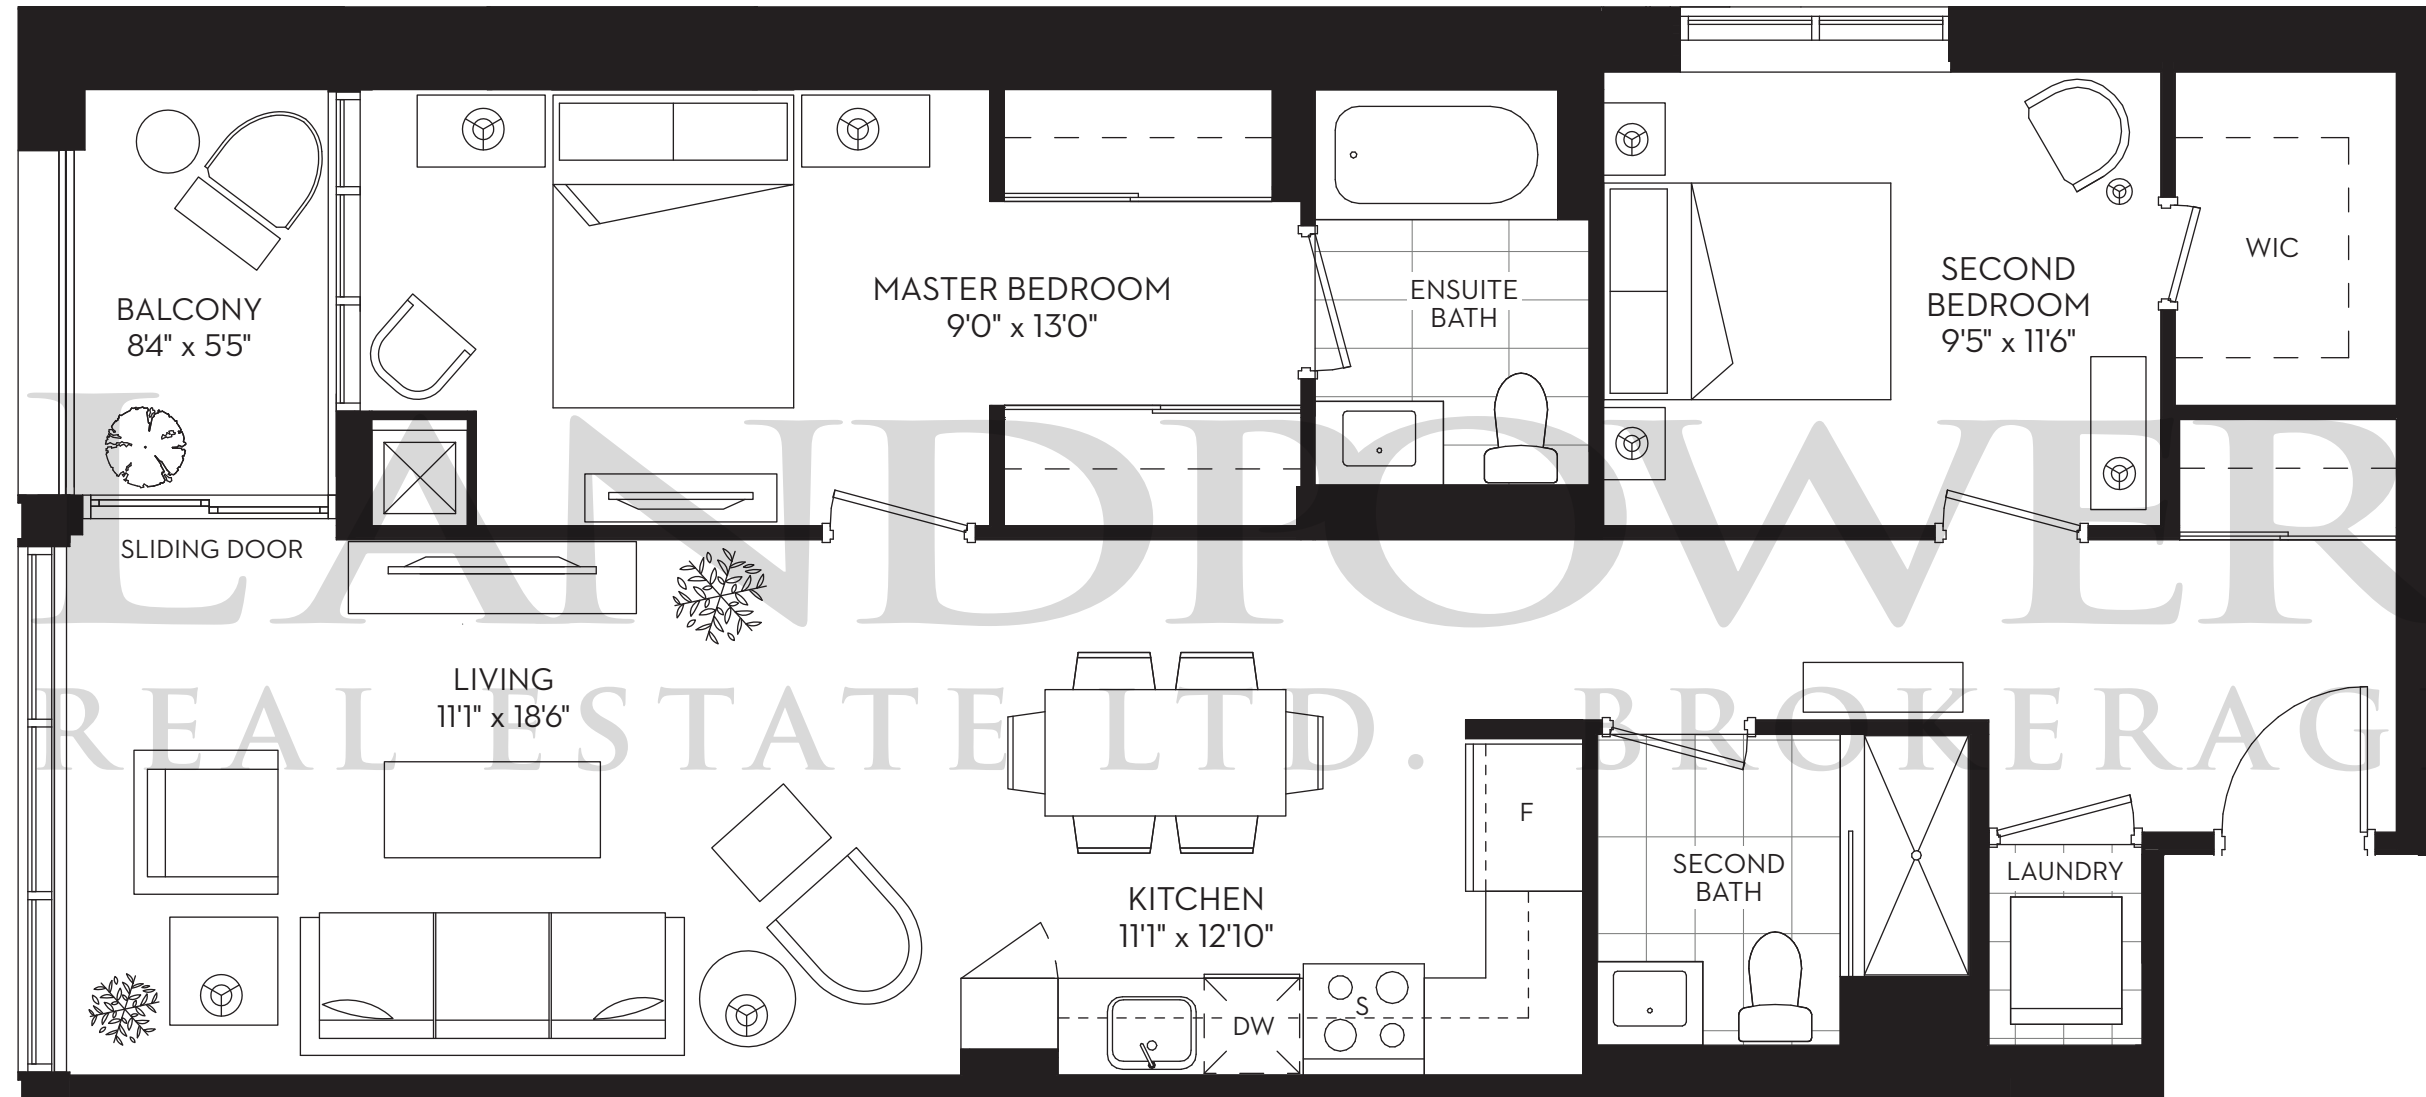 BALCONY
8'4" x 5'5"
MASTER BEDROOM
9'0" x 13'0"
ENSUITE
BATH
SECOND
BEDROOM
9'5" x 11'6"
WIC
SLIDING DOOR
LIVING
11'1" x 18'6"
KITCHEN
11'1" x 12'10"
F
DW
S
SECOND
BATH
LAUNDRY
LANDPOWER
REAL ESTATE LTD. BROKERAG